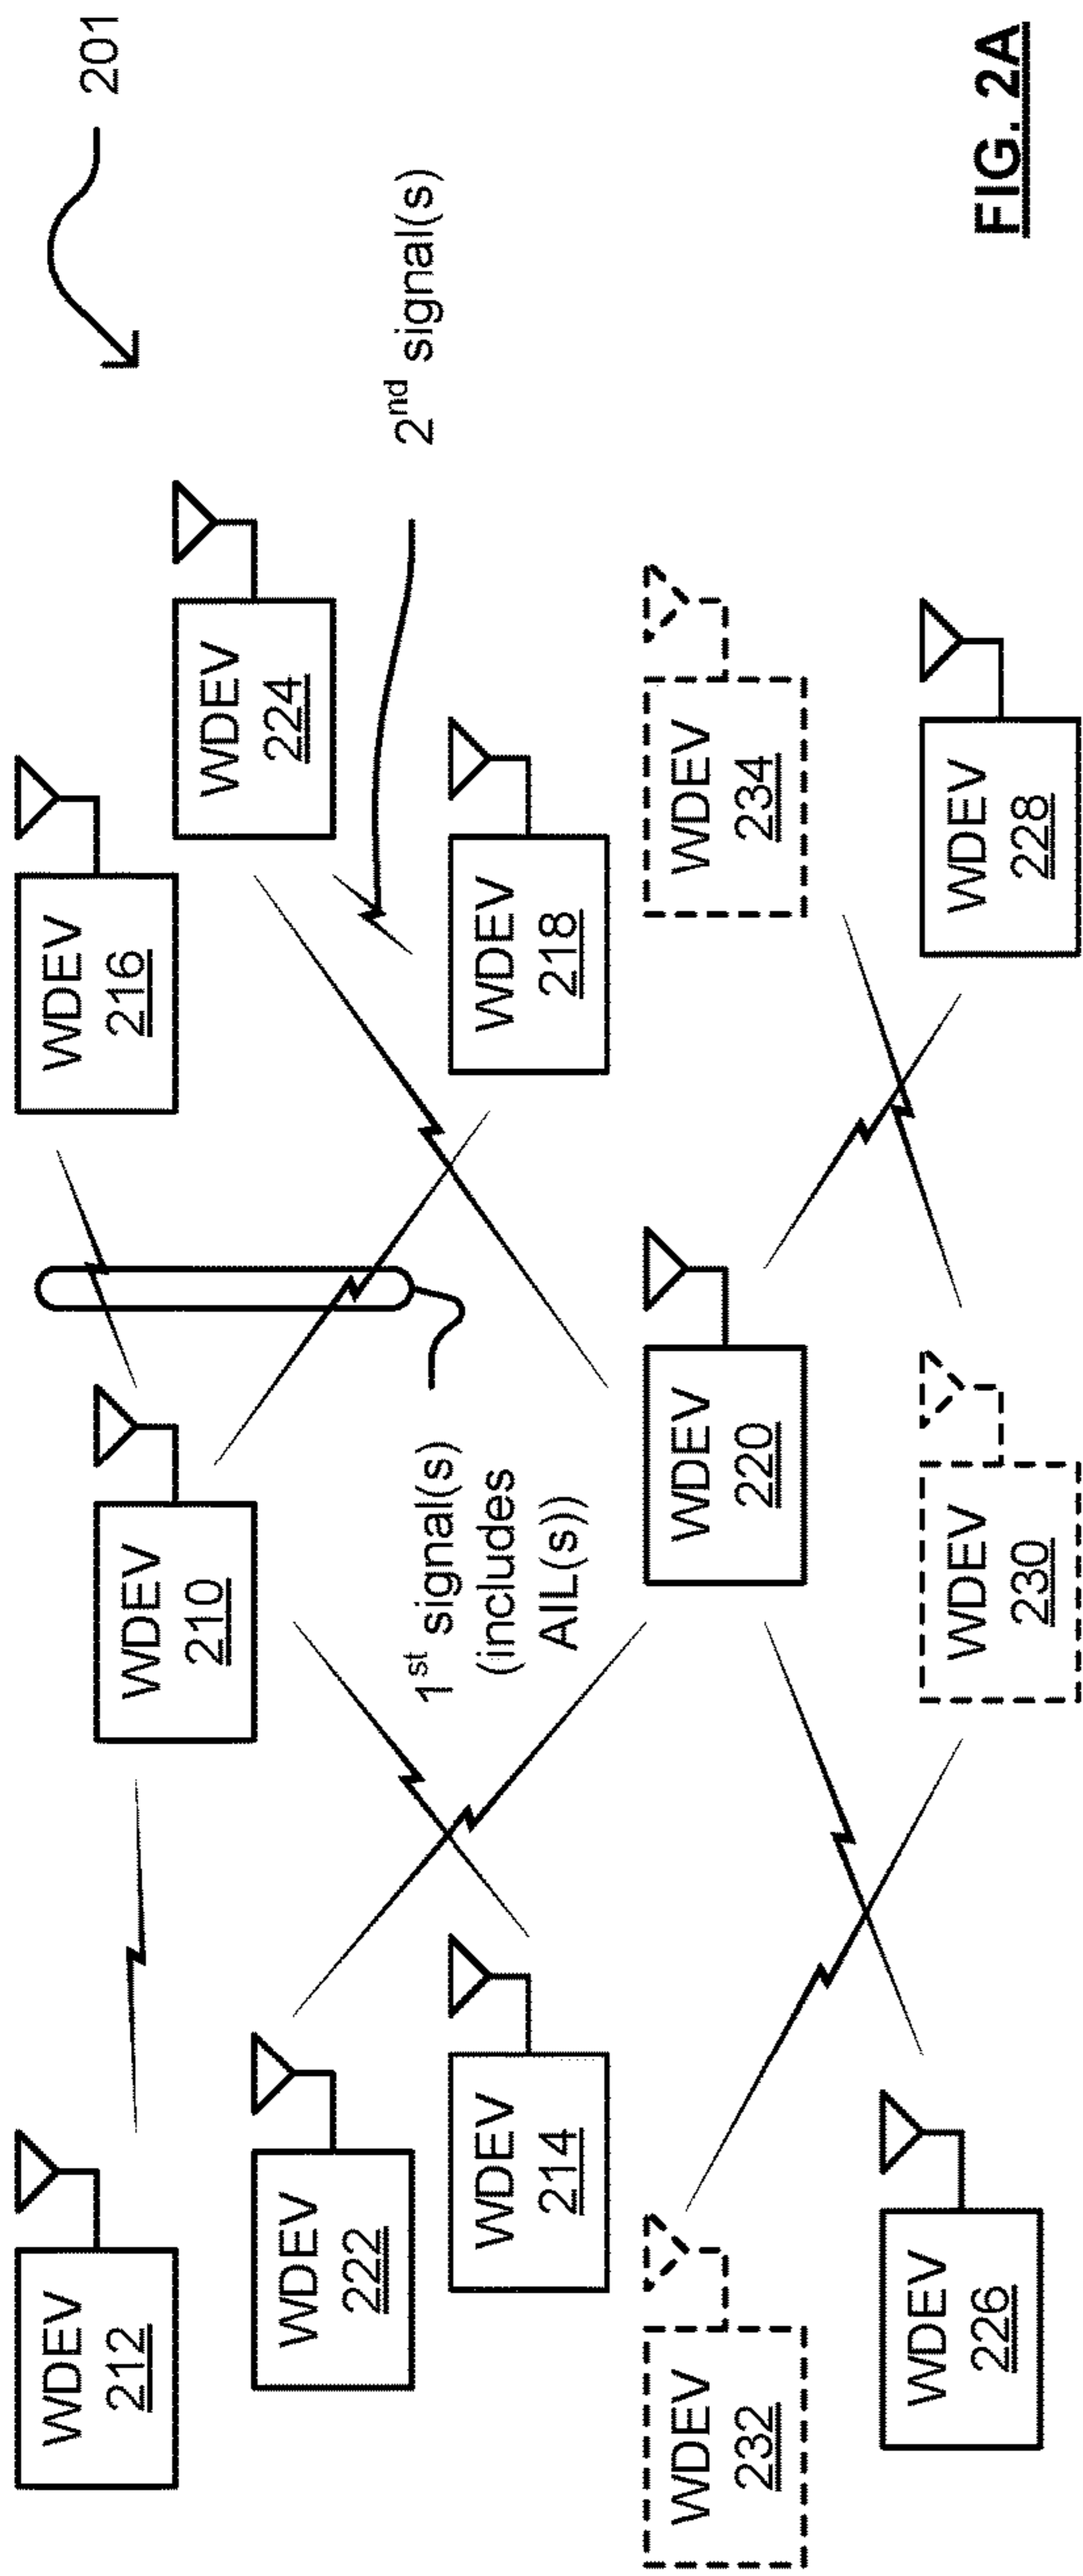 201
WDEV
212
WDEV
210
WDEV
216
WDEV
222
WDEV
224
2nd signal(s)
1st signal(s)
(includes
AIL(s))
WDEV
214
WDEV
218
WDEV
232
WDEV
220
WDEV
234
WDEV
226
WDEV
230
WDEV
228
FIG. 2A